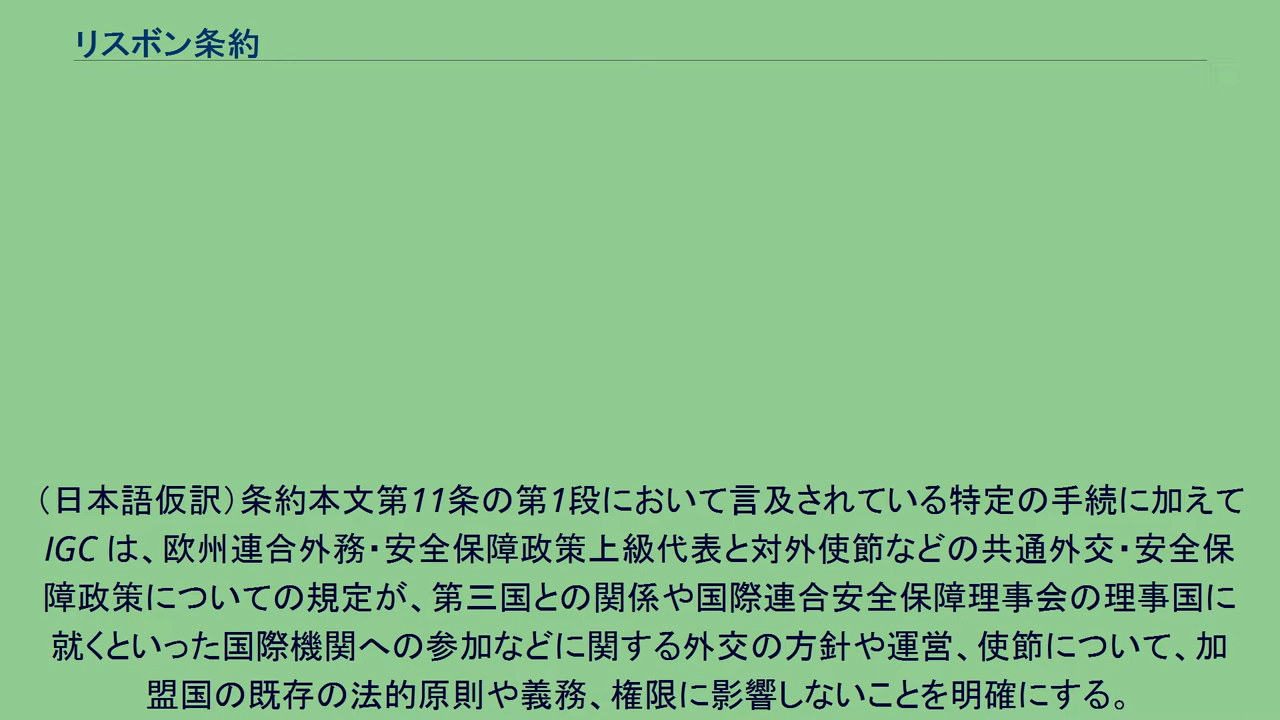 リスボン条約
（日本語仮訳）条約本文第11条の第1段において言及されている特定の手続に加えて
IGC は、欧州連合外務・安全保障政策上級代表と対外使節などの共通外交・安全保
障政策についての規定が、第三国との関係や国際連合安全保障理事会の理事国に
就くといった国際機関への参加などに関する外交の方針や運営、使節について、加
盟国の既存の法的原則や義務、権限に影響しないことを明確にする。